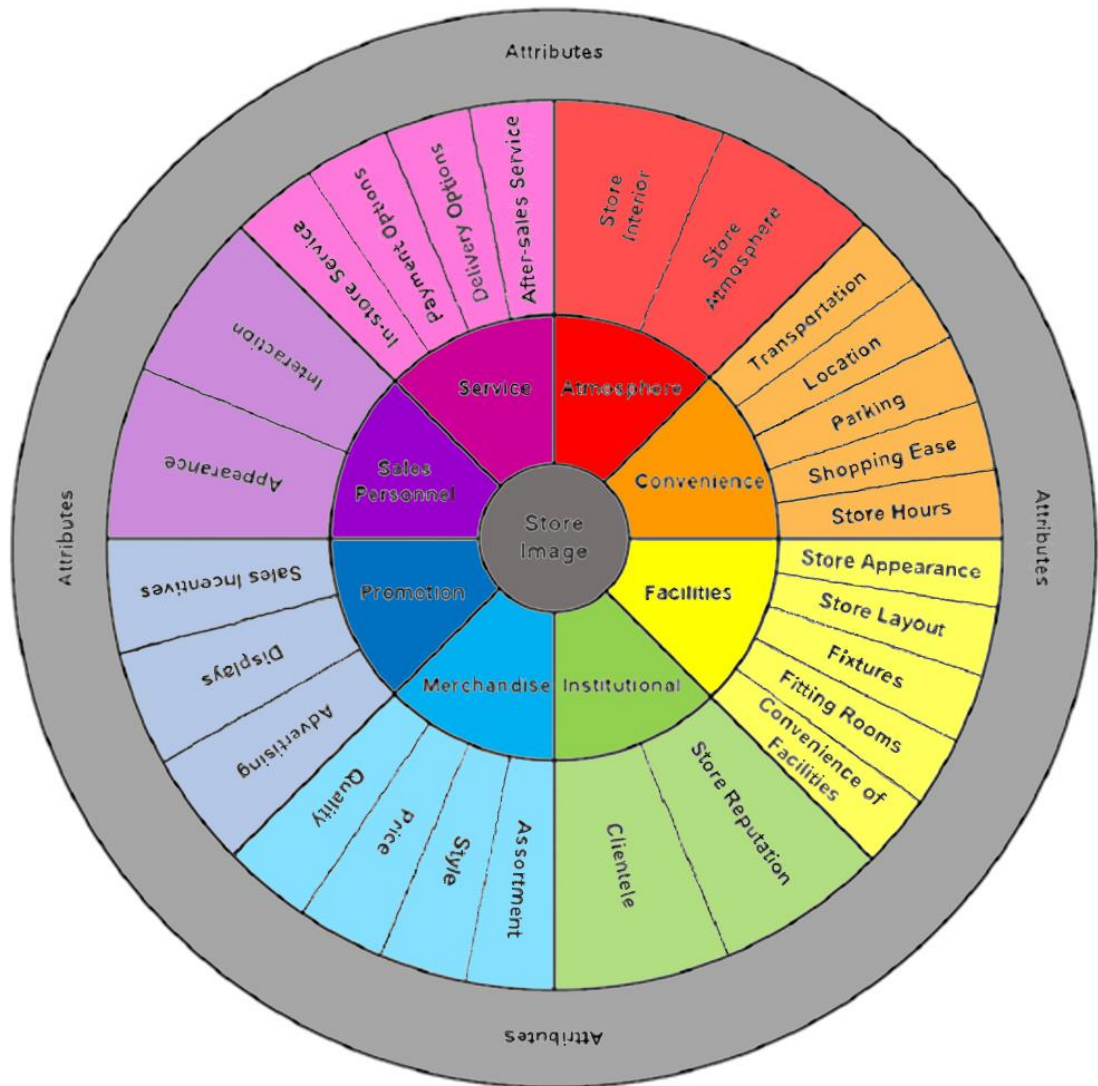 Attributes
Attributes
Attributes
Attributes
Store
Image
Atmosphere
Store
Interior
Store
Atmosphere
Convenience
Transportation
Location
Parking
Shopping Ease
Store Hours
Facilities
Store Appearance
Store Layout
Fixtures
Fitting Rooms
Convenience of
Facilities
Institutional
Store Reputation
Clientele
Merchandise
Assortment
Style
Price
Quality
Promotion
Advertising
Displays
Sales Incentives
Sales
Personnel
Appearance
Interaction
Service
In-store Service
Payment Options
Delivery Options
After-sales Service